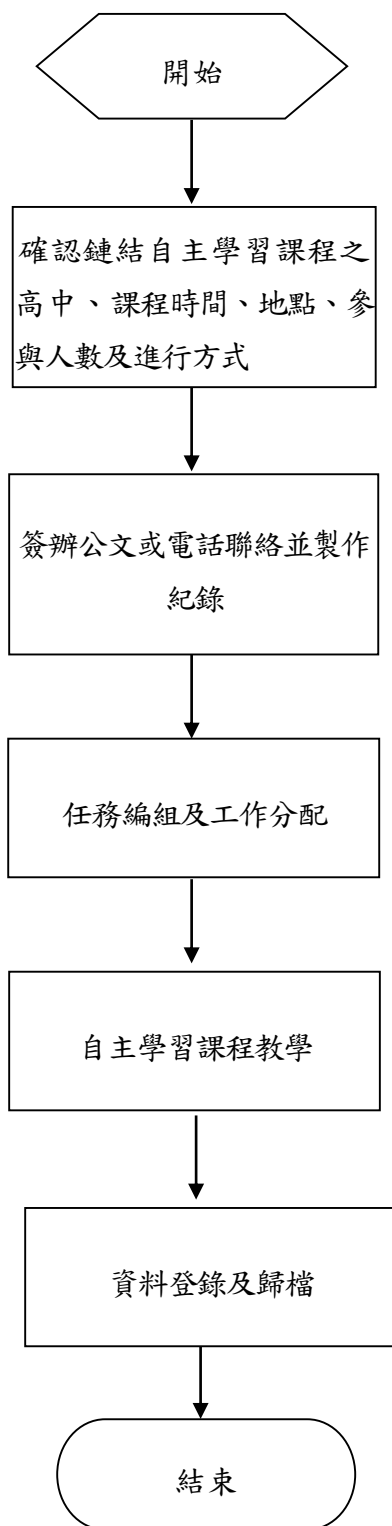 開始
確認鏈結自主學習課程之
高中、課程時間、地點、參
與人數及進行方式
簽辦公文或電話聯絡並製作
紀錄
任務編組及工作分配
自主學習課程教學
資料登錄及歸檔
結束